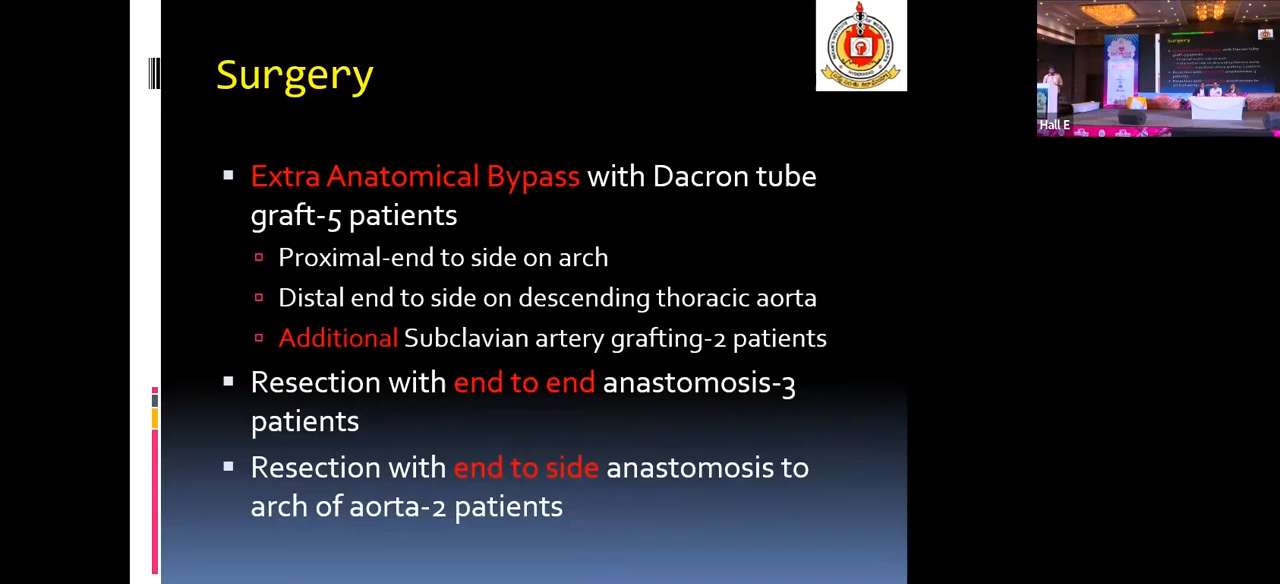 Surgery
Extra Anatomical Bypass with Dacron tube
graft-5 patients
Proximal-end to side on arch
Distal end to side on descending thoracic aorta
Additional Subclavian artery grafting-2 patients
Resection with end to end anastomosis-3
patients
Resection with end to side anastomosis to
arch of aorta-2 patients
Hall E
Surgery